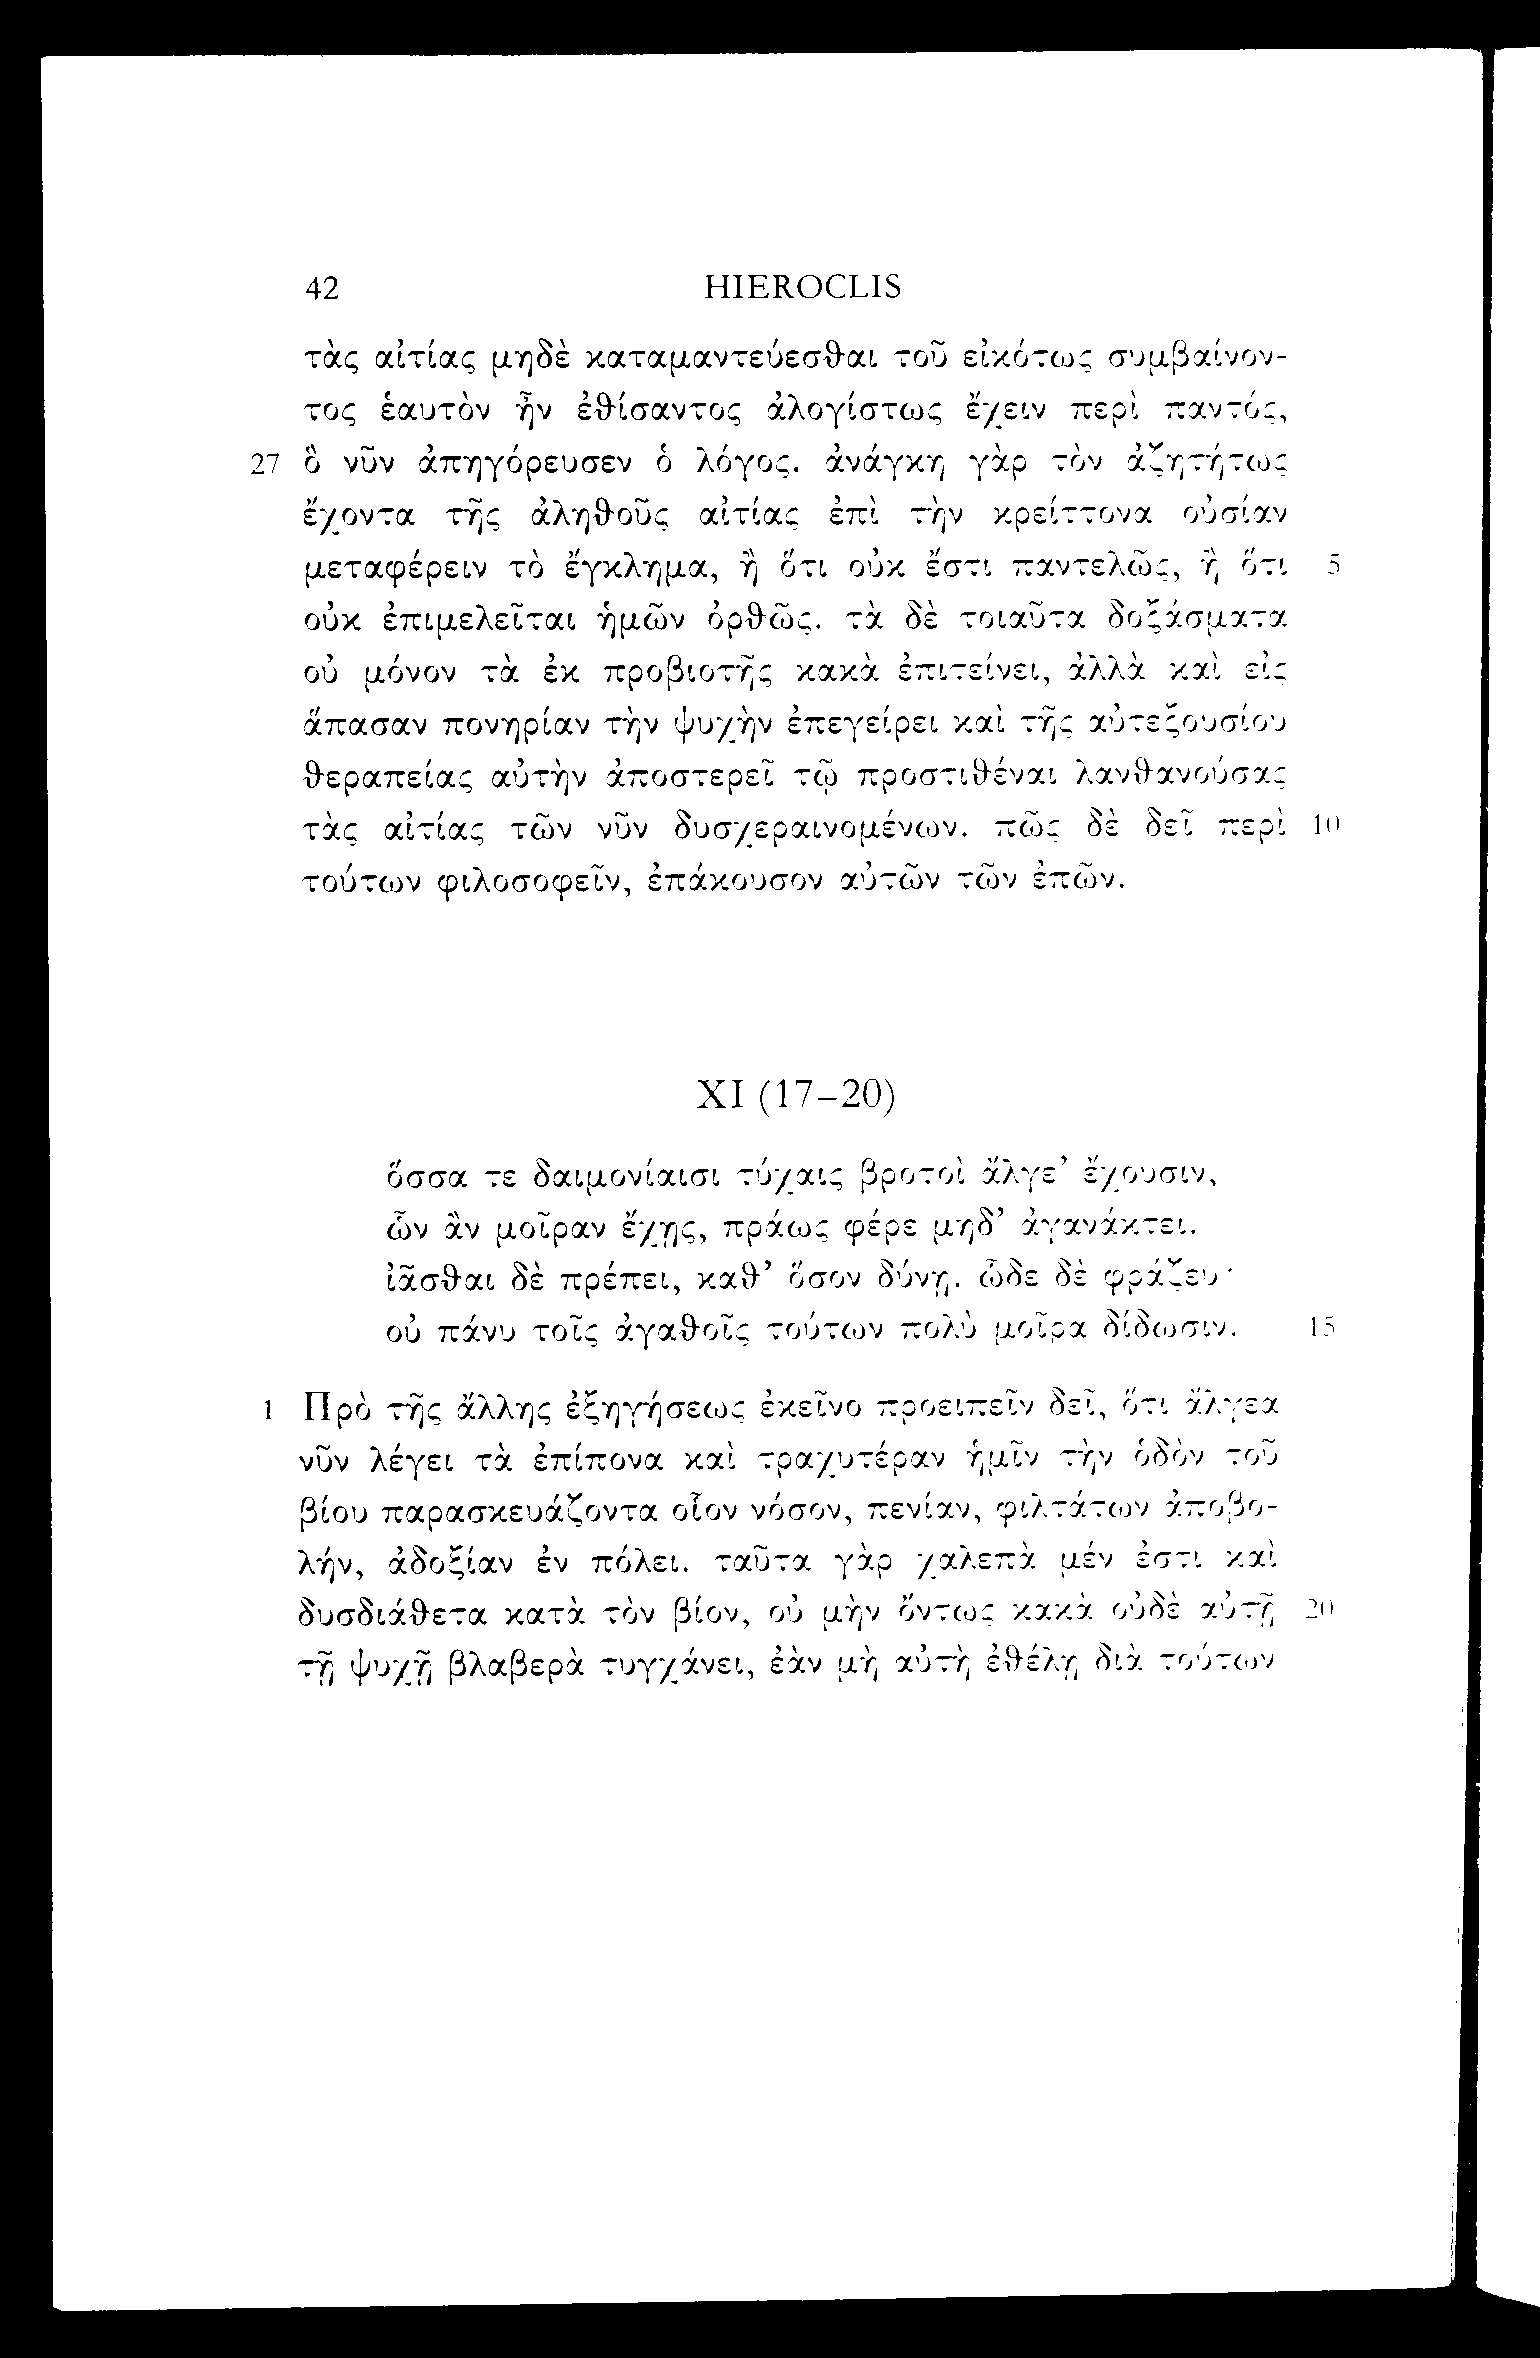 42 HIEROCLIS
τὰς αἰτίας μηδὲ καταμαντεύεσθαι τοῦ εἰκότως συμβαίνον-
τος ἑαυτὸν ἦν ἐθίσαντος ἀλογίστως ἔχειν περὶ παντός,
27 ὃ νῦν ἀπηγόρευσεν ὁ λόγος. ἀνάγκη γὰρ τὸν ἀζητήτως
ἔχοντα τῆς ἀληθοῦς αἰτίας ἐπὶ τὴν κρείττονα οὐσίαν
μεταφέρειν τὸ ἔγκλημα, ἢ ὅτι οὐκ ἔστι παντελῶς, ἢ ὅτι 5
οὐκ ἐπιμελεῖται ἡμῶν ὀρθῶς. τὰ δὲ τοιαῦτα δοξάσματα
οὐ μόνον τὰ ἐκ προβιοτῆς κακὰ ἐπιτείνει, ἀλλὰ καὶ εἰς
ἅπασαν πονηρίαν τὴν ψυχὴν ἐπεγείρει καὶ τῆς αὐτεξουσίου
θεραπείας αὐτὴν ἀποστερεῖ τῷ προστιθέναι λανθανούσας
τὰς αἰτίας τῶν νῦν δυσχεραινομένων. πῶς δὲ δεῖ περὶ 10
τούτων φιλοσοφεῖν, ἐπάκουσον αὐτῶν τῶν ἐπῶν.
XI (17–20)
ὅσσα τε δαιμονίαισι τύχαις βροτοὶ ἄλγε’ ἔχουσιν,
ὧν ἂν μοῖραν ἔχῃς, πράως φέρε μηδ’ ἀγανάκτει.
ἰᾶσθαι δὲ πρέπει, καθ’ ὅσον δύνῃ. ὧδε δὲ φράζευ·
οὐ πάνυ τοῖς ἀγαθοῖς τούτων πολὺ μοῖρα δίδωσιν. 15
1 Πρὸ τῆς ἄλλης ἐξηγήσεως ἐκεῖνο προειπεῖν δεῖ, ὅτι ἄλγεα
νῦν λέγει τὰ ἐπίπονα καὶ τραχυτέραν ἡμῖν τὴν ὁδὸν τοῦ
βίου παρασκευάζοντα οἷον νόσον, πενίαν, φιλτάτων ἀποβο-
λήν, ἀδοξίαν ἐν πόλει. ταῦτα γὰρ χαλεπὰ μέν ἐστι καὶ
δυσδιάθετα κατὰ τὸν βίον, οὐ μὴν ὄντως κακὰ οὐδὲ αὐτῇ 20
τῇ ψυχῇ βλαβερὰ τυγχάνει, ἐὰν μὴ αὐτὴ ἐθέλῃ διὰ τούτων